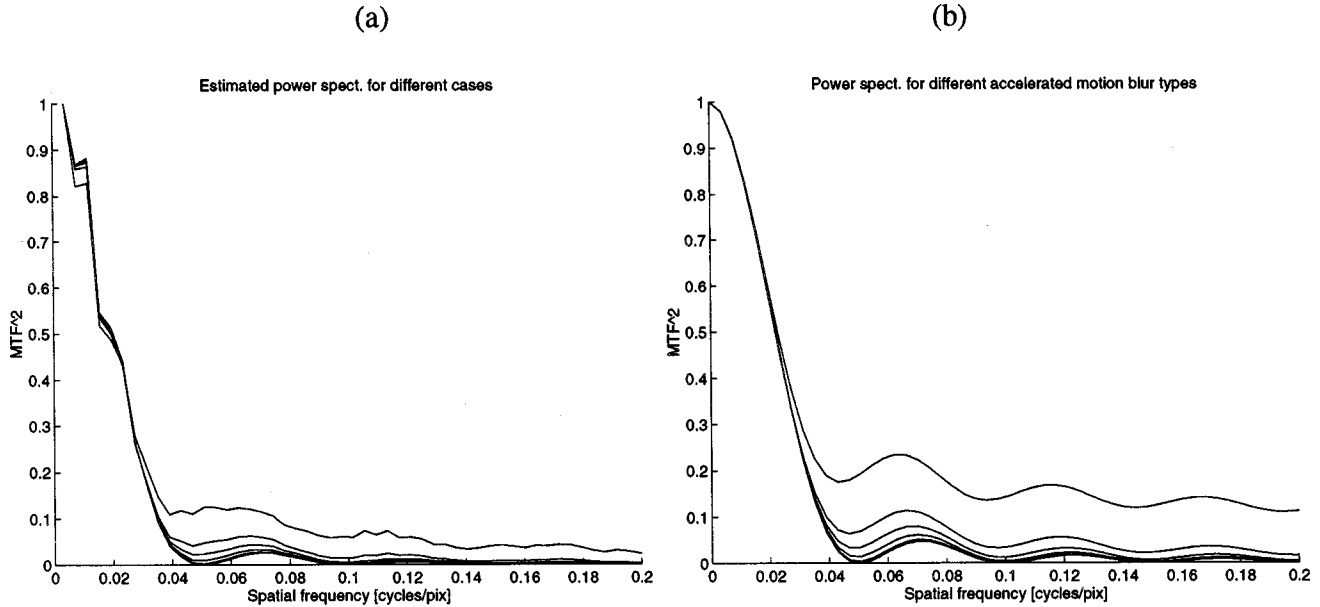 (a)
(b)
Estimated power spect. for different cases
Power spect. for different accelerated motion blur types
1
0.9
0.8
0.7
0.6
0.5
0.4
0.3
0.2
0.1
0
MTF^2
0 0.02 0.04 0.06 0.08 0.1 0.12 0.14 0.16 0.18 0.2
Spatial frequency [cycles/pix]
1
0.9
0.8
0.7
0.6
0.5
0.4
0.3
0.2
0.1
0
MTF^2
0 0.02 0.04 0.06 0.08 0.1 0.12 0.14 0.16 0.18 0.2
Spatial frequency [cycles/pix]